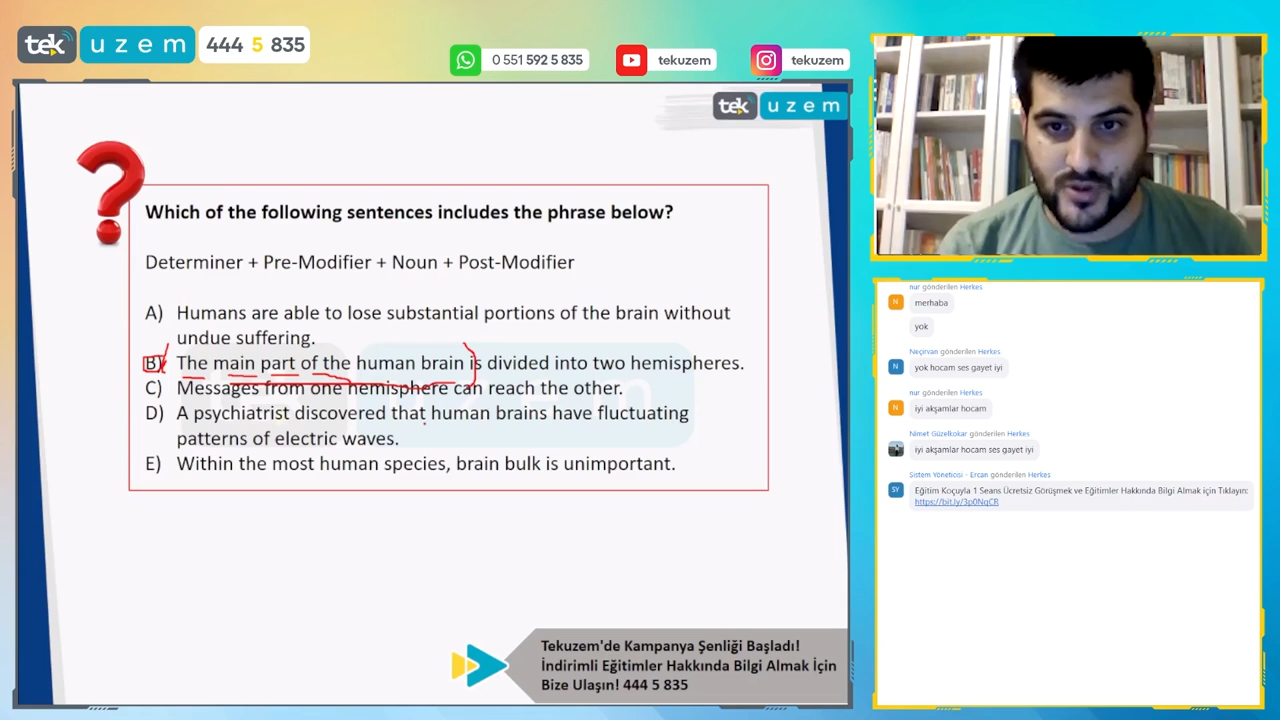 tek uzem 444 5 835
0 551 592 5 835 tekuzem tekuzem
tek uzem
Which of the following sentences includes the phrase below?
Determiner + Pre-Modifier + Noun + Post-Modifier
A) Humans are able to lose substantial portions of the brain without
undue suffering.
B) The main part of the human brain is divided into two hemispheres.
C) Messages from one hemisphere can reach the other.
D) A psychiatrist discovered that human brains have fluctuating
patterns of electric waves.
E) Within the most human species, brain bulk is unimportant.
Tekuzem'de Kampanya Şenliği Başladı!
İndirimli Eğitimler Hakkında Bilgi Almak İçin
Bize Ulaşın! 444 5 835
nur gönderilen Herkes
N merhaba
yok
Neçirvan gönderilen Herkes
N yok hocam ses gayet iyi
nur gönderilen Herkes
N iyi akşamlar hocam
Nimet Güzelkokar gönderilen Herkes
iyi akşamlar hocam ses gayet iyi
Sistem Yöneticisi - Ercan gönderilen Herkes
SY Eğitim Koçuyla 1 Seans Ücretsiz Görüşmek ve Eğitimler Hakkında Bilgi Almak için Tıklayın:
https://bit.ly/3p0NqCR